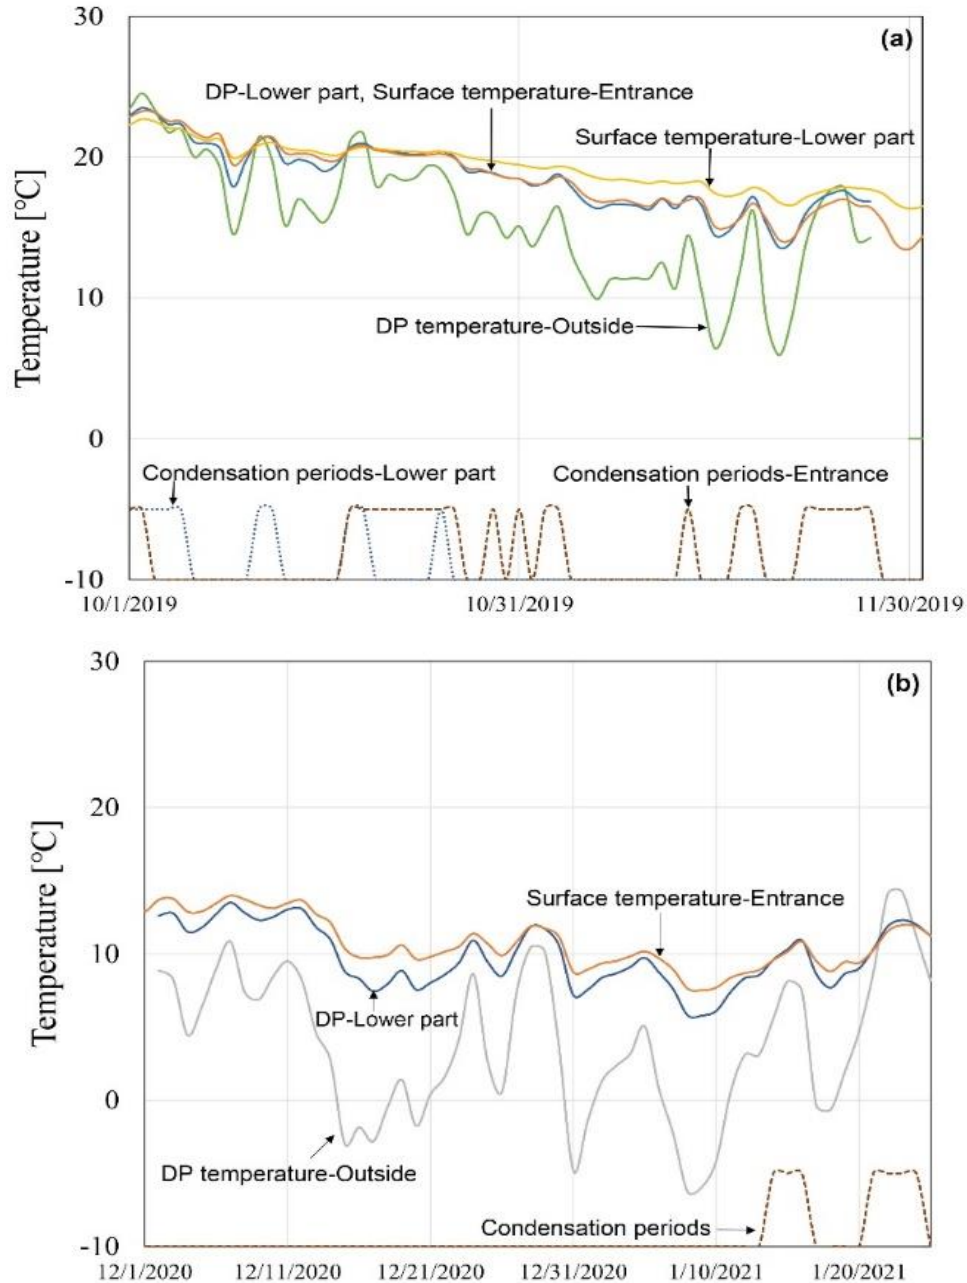 30
(a)
DP-Lower part, Surface temperature-Entrance
Surface temperature-Lower part
20
Temperature [°C]
10
DP temperature-Outside
0
Condensation periods-Lower part
Condensation periods-Entrance
-10
10/1/2019
10/31/2019
11/30/2019
30
(b)
20
Temperature [°C]
Surface temperature-Entrance
10
DP-Lower part
0
DP temperature-Outside
Condensation periods
-10
12/1/2020
12/11/2020
12/21/2020
12/31/2020
1/10/2021
1/20/2021